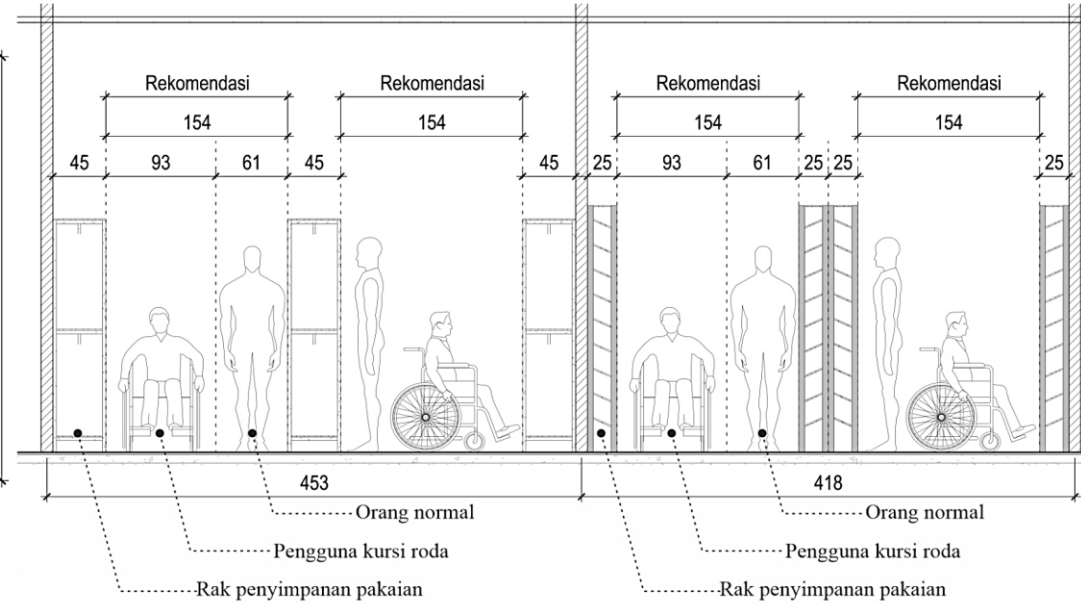 Rekomendasi Rekomendasi Rekomendasi Rekomendasi
154 154 154 154
45 93 61 45 45 25 93 61 25 25 25
453 418
Orang normal Orang normal
Pengguna kursi roda Pengguna kursi roda
Rak penyimpanan pakaian Rak penyimpanan pakaian